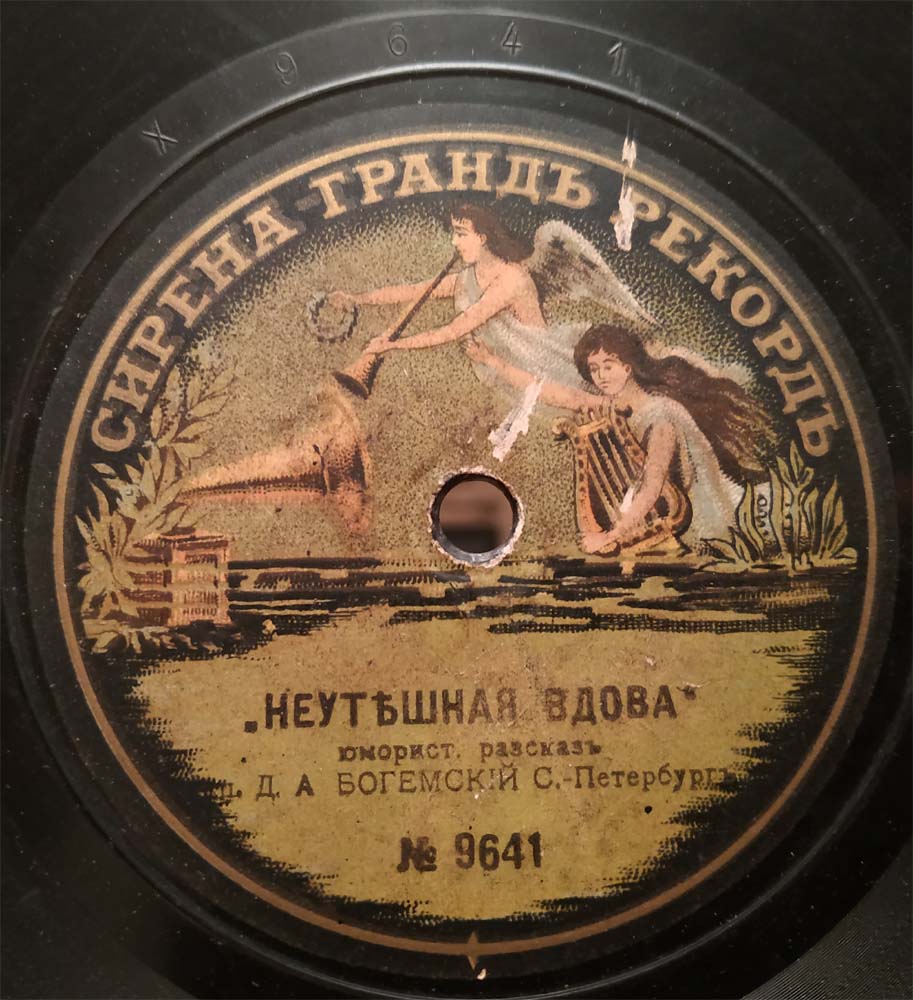 X 9641
СИРЕНА ГРАНДЪ РЕКОРДЪ
„НЕУТѢШНАЯ ВДОВА“
юморист. разсказъ
Д. А БОГЕМСКІЙ С.-Петербургъ
№ 9641